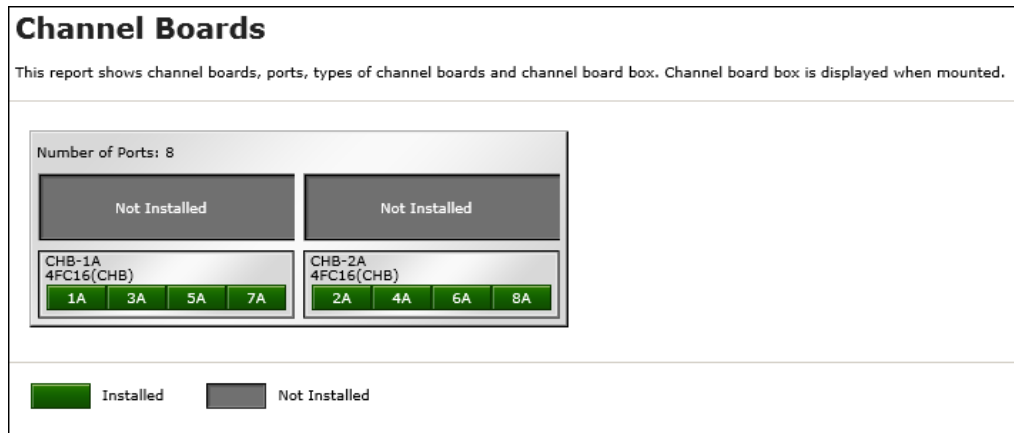 Channel Boards
This report shows channel boards, ports, types of channel boards and channel board box. Channel board box is displayed when mounted.
Number of Ports: 8
Not Installed Not Installed
CHB-1A CHB-2A
4FC16(CHB) 4FC16(CHB)
1A 3A 5A 7A 2A 4A 6A 8A
Installed Not Installed